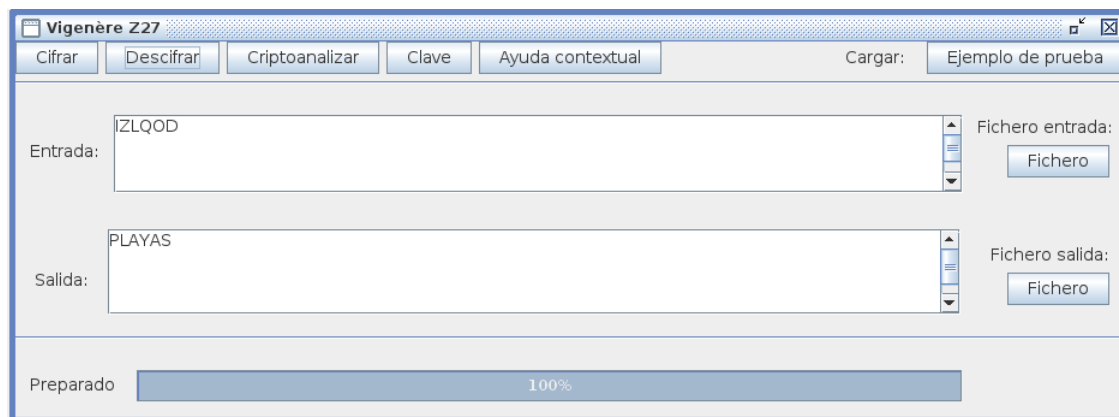 Vigenère Z27
Cifrar Descifrar Criptoanalizar Clave Ayuda contextual Cargar: Ejemplo de prueba
Entrada: IZLQOD Fichero entrada:
Fichero
Salida: PLAYAS Fichero salida:
Fichero
Preparado 100%